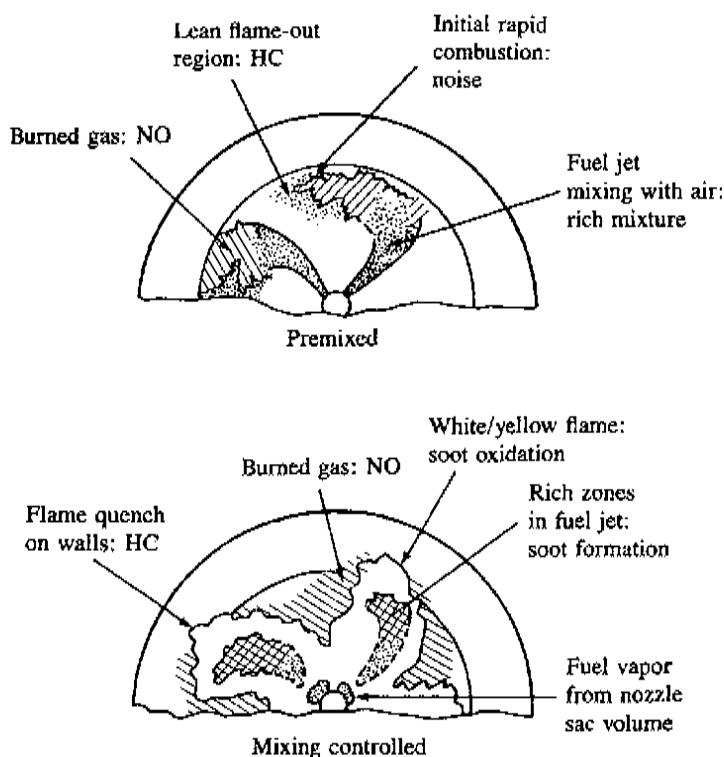 Lean flame-out
region: HC
Initial rapid
combustion:
noise
Burned gas: NO
Fuel jet
mixing with air:
rich mixture
Premixed
White/yellow flame:
soot oxidation
Burned gas: NO
Rich zones
in fuel jet:
soot formation
Flame quench
on walls: HC
Fuel vapor
from nozzle
sac volume
Mixing controlled